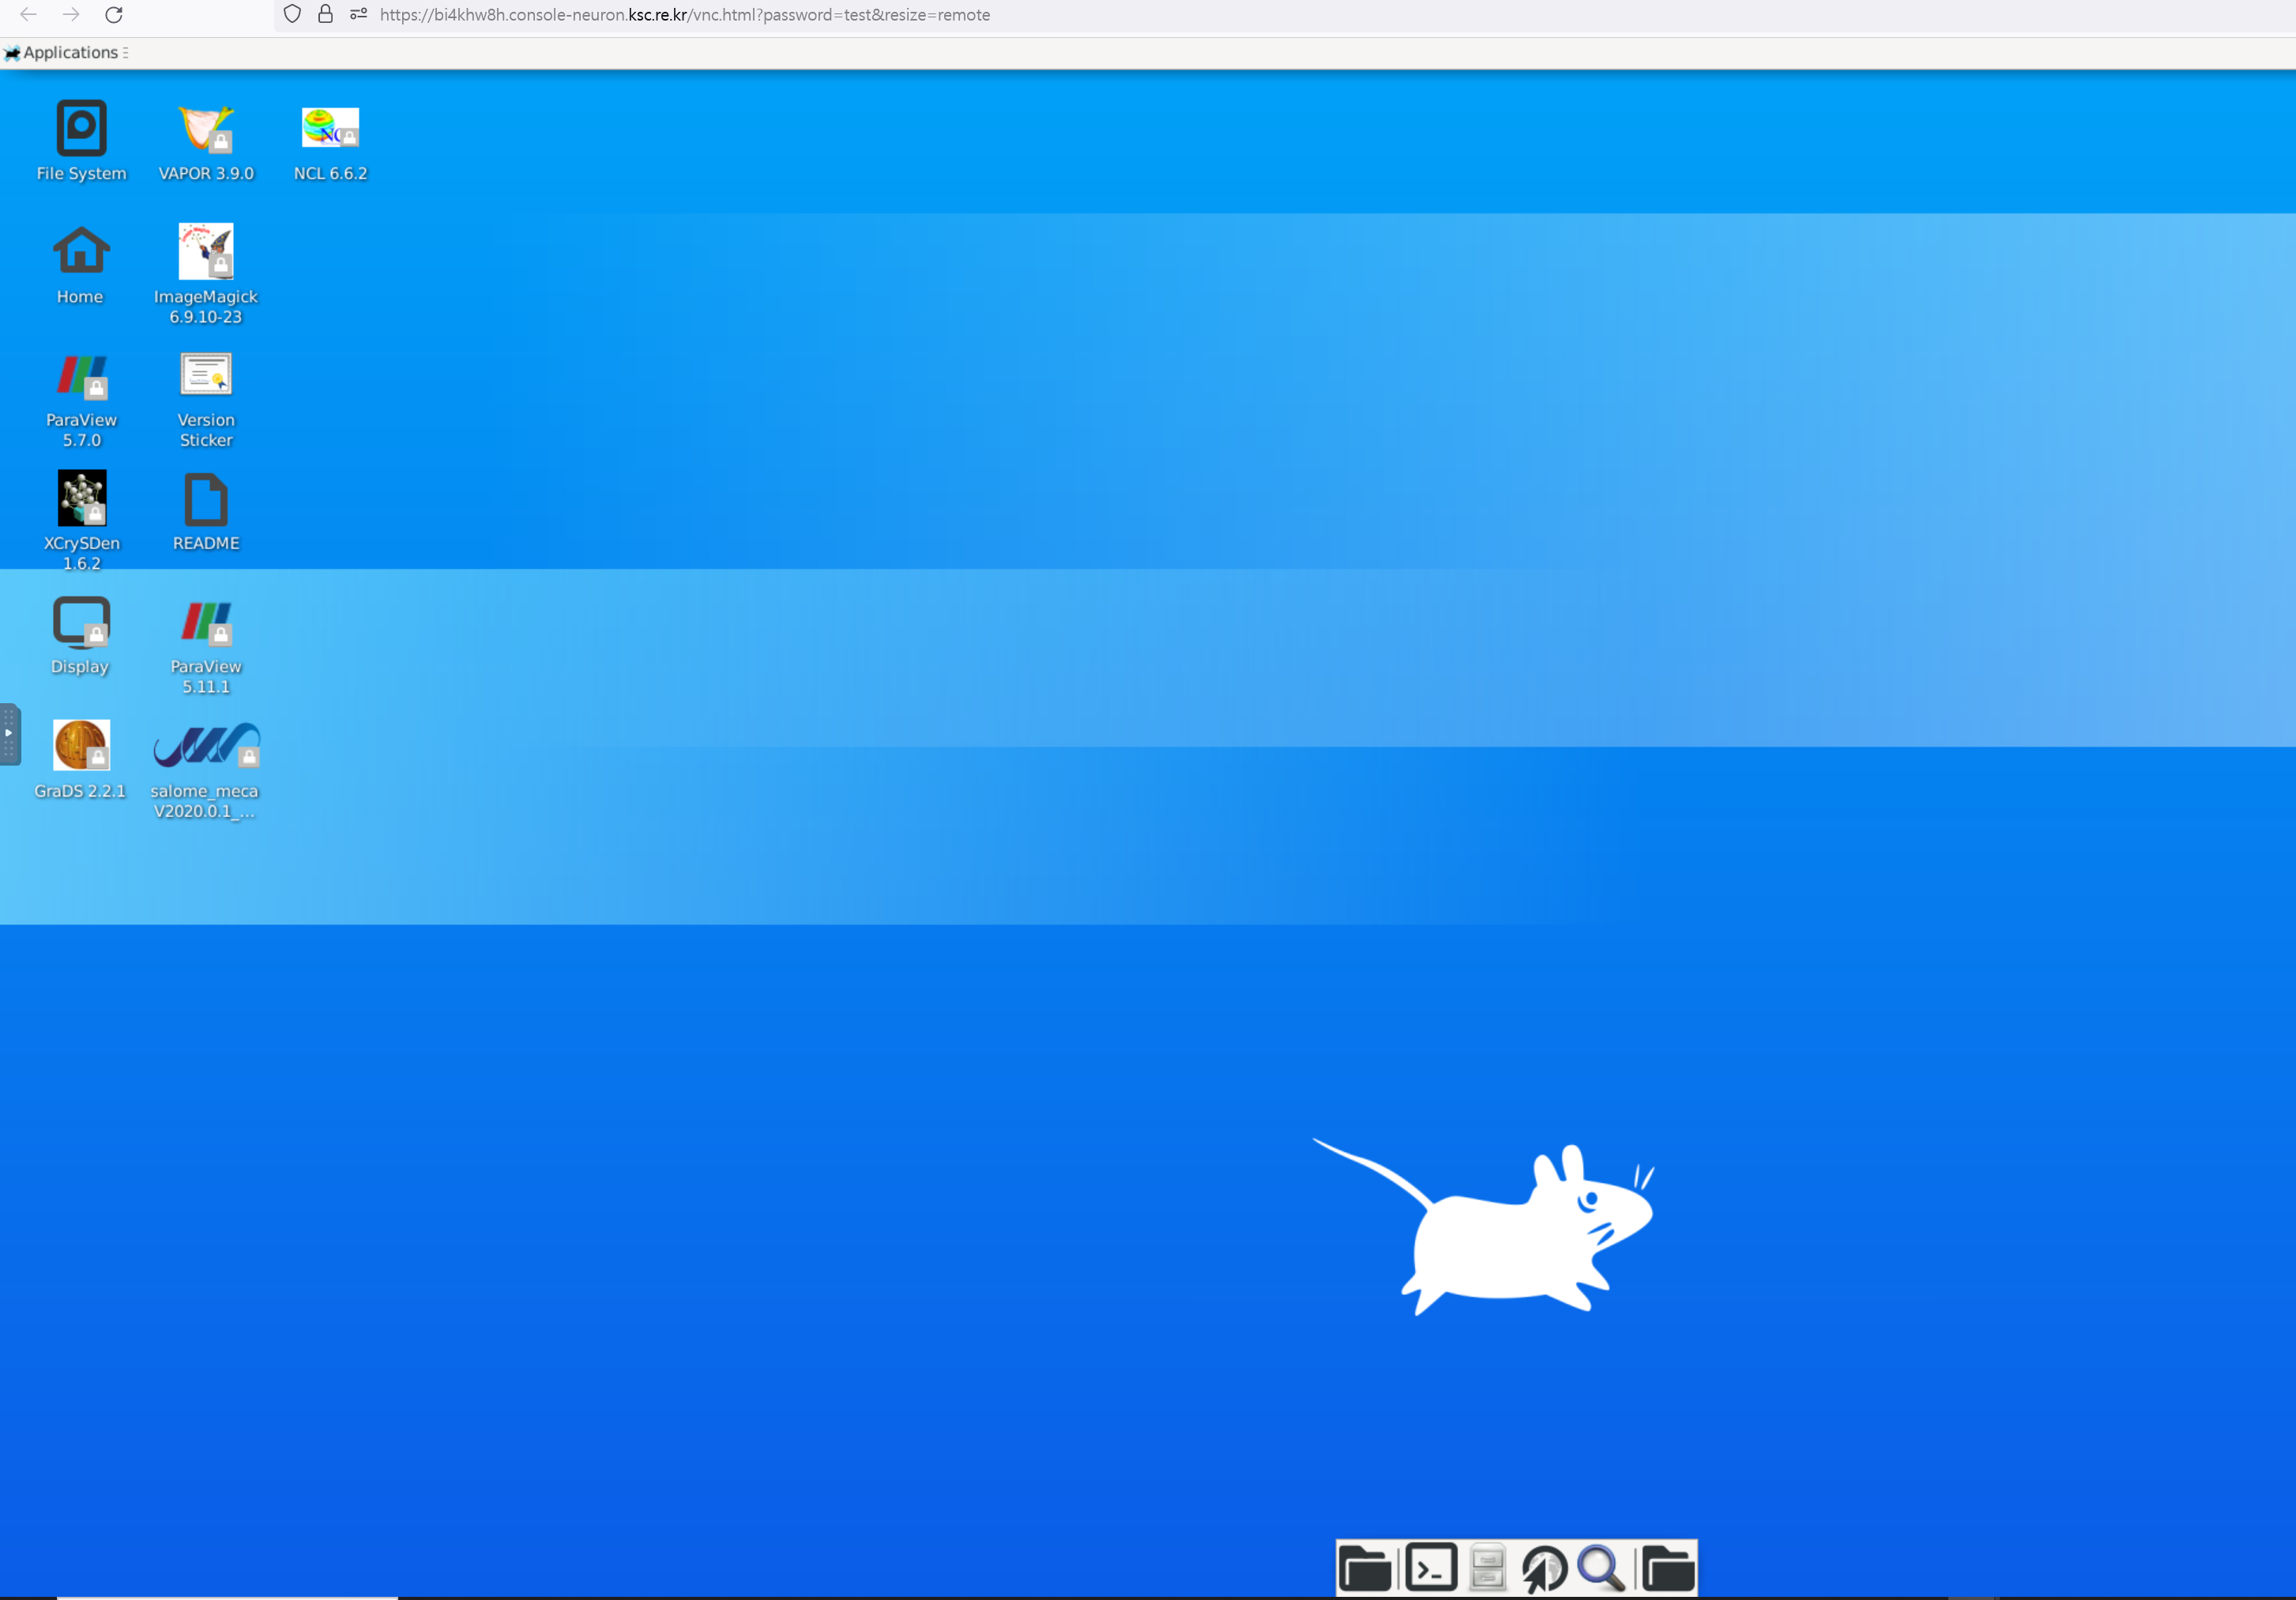 https://bi4khw8h.console-neuron.ksc.re.kr/vnc.html?password=test&resize=remote
Applications
File System
VAPOR 3.9.0
NCL 6.6.2
Home
ImageMagick
6.9.10-23
ParaView
5.7.0
Version
Sticker
XCrySDen
1.6.2
README
Display
ParaView
5.11.1
GraDS 2.2.1
salome_meca
V2020.0.1_...